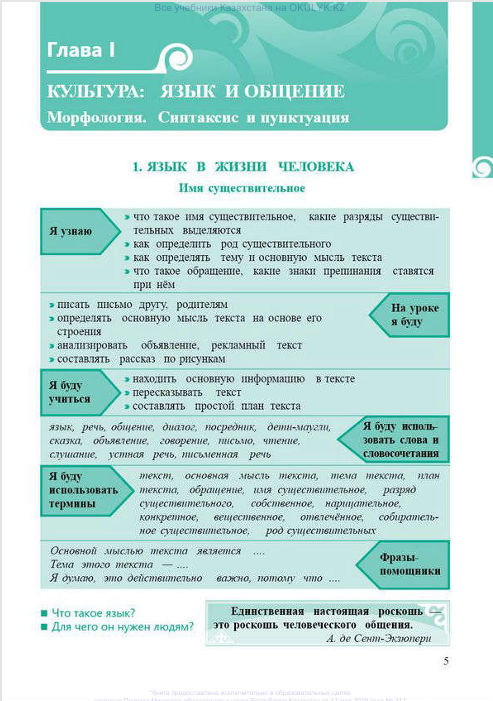 Все учебники Казахстана на OKULYK.KZ
Глава I
КУЛЬТУРА: ЯЗЫК И ОБЩЕНИЕ
Морфология. Синтаксис и пунктуация
1. ЯЗЫК В ЖИЗНИ ЧЕЛОВЕКА
Имя существительное
Я узнаю
» что такое имя существительное, какие разряды существи-
тельных выделяются
» как определить род существительного
» как определять тему и основную мысль текста
» что такое обращение, какие знаки препинания ставятся
при нём
» писать письмо другу, родителям
» определять основную мысль текста на основе его
строения
» анализировать объявление, рекламный текст
» составлять рассказ по рисункам
На уроке
я буду
Я буду
учиться
» находить основную информацию в тексте
» пересказывать текст
» составлять простой план текста
язык, речь, общение, диалог, посредник, дети-маугли,
сказка, объявление, говорение, письмо, чтение,
слушание, устная речь, письменная речь
Я буду исполь-
зовать слова и
словосочетания
Я буду
использовать
термины
текст, основная мысль текста, тема текста, план
текста, обращение, имя существительное, разряд
существительного, собственное, нарицательное,
конкретное, вещественное, отвлечённое, собиратель-
ное существительное, род существительных
Основной мыслью текста является ....
Тема этого текста — ....
Я думаю, это действительно важно, потому что ....
Фразы-
помощники
Что такое язык?
Для чего он нужен людям?
Единственная настоящая роскошь —
это роскошь человеческого общения.
А. де Сент-Экзюпери
5
*Книга предоставлена исключительно в образовательных целях